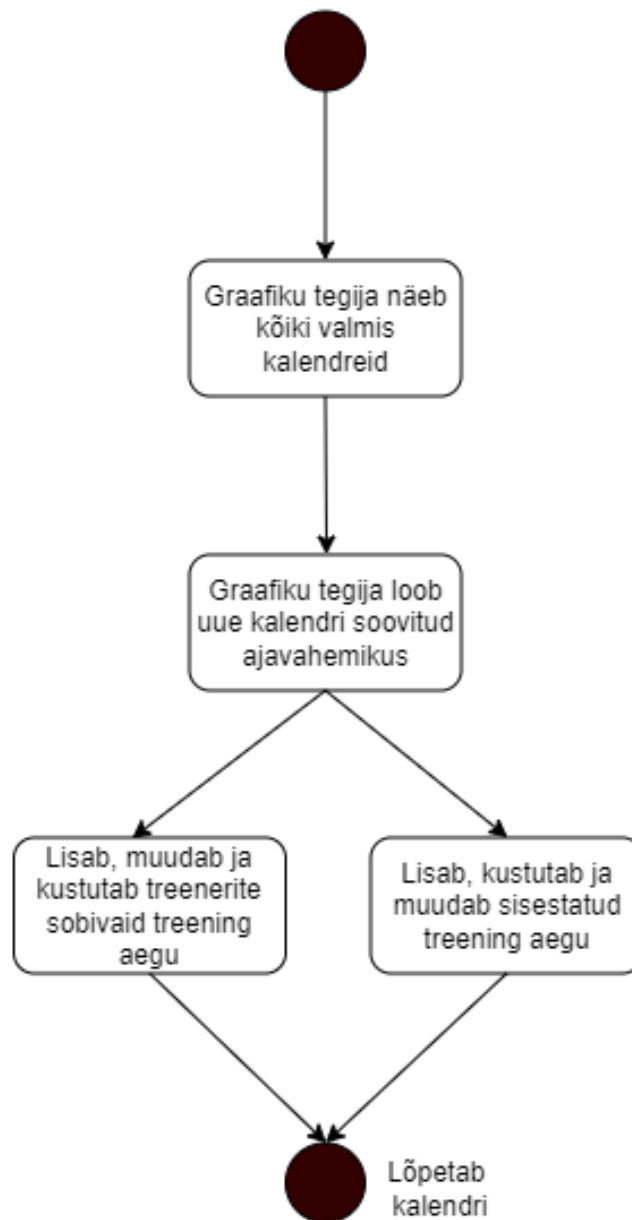 Graafiku tegija näeb
kõiki valmis
kalendreid
Graafiku tegija loob
uue kalendri soovitud
ajavahemikus
Lisab, muudab ja
kustutab treenerite
sobivaid treening
aegu
Lisab, kustutab ja
muudab sisestatud
treening aegu
Lõpetab
kalendri